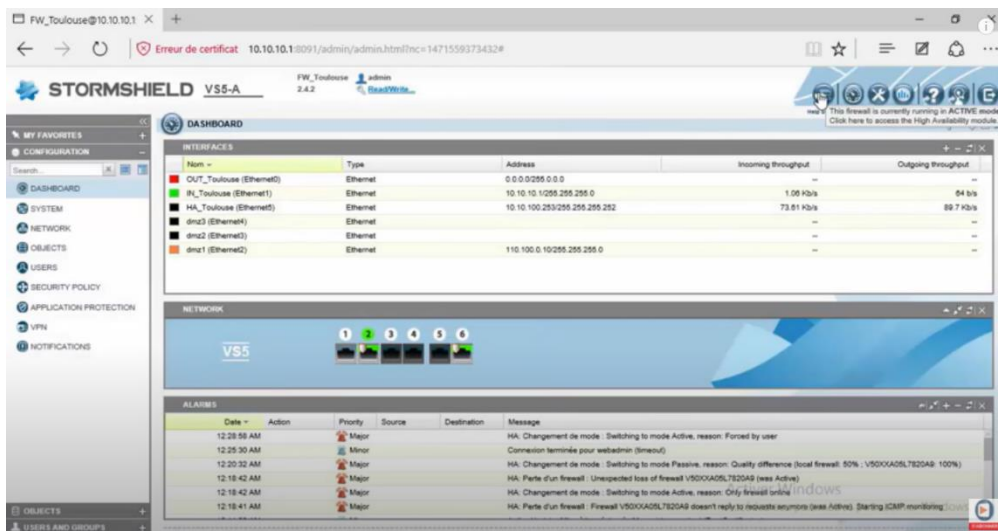 FW_Toulouse@10.10.10.1
Erreur de certificat 10.10.10.1:8091/admin/admin.html?nc=1471559373432#
STORMSHIELD VS5-A
FW_Toulouse admin
2.4.2 Read/Write...
This firewall is currently running in ACTIVE mode
Click here to access the High Availability module.
MY FAVORITES
CONFIGURATION
Search...
DASHBOARD
SYSTEM
NETWORK
OBJECTS
USERS
SECURITY POLICY
APPLICATION PROTECTION
VPN
NOTIFICATIONS
OBJECTS
USERS AND GROUPS
DASHBOARD
INTERFACES
Nom Type Address Incoming throughput Outgoing throughput
OUT_Toulouse (Ethernet0) Ethernet 0.0.0.0/255.0.0.0 -- --
IN_Toulouse (Ethernet1) Ethernet 10.10.10.1/255.255.255.0 1.06 Kb/s 64 b/s
HA_Toulouse (Ethernet5) Ethernet 10.10.100.253/255.255.255.252 73.61 Kb/s 89.7 Kb/s
dmz3 (Ethernet4) Ethernet -- --
dmz2 (Ethernet3) Ethernet -- --
dmz1 (Ethernet2) Ethernet 110.100.0.10/255.255.255.0 -- --
NETWORK
VS5
1 2 3 4 5 6
ALARMS
Date Action Priority Source Destination Message
12:28:56 AM Major HA: Changement de mode : Switching to mode Active, reason: Forced by user
12:25:30 AM Minor Connexion terminée pour webadmin (timeout)
12:20:32 AM Major HA: Changement de mode : Switching to mode Passive, reason: Quality difference (local firewall: 50% ; V50XXA05L7820A9: 100%)
12:18:42 AM Major HA: Perte d'un firewall : Unexpected loss of firewall V50XXA05L7820A9 (was Active)
12:18:42 AM Major HA: Changement de mode : Switching to mode Active, reason: Only firewall online
12:18:41 AM Major HA: Perte d'un firewall : Firewall V50XXA05L7820A9 doesn't reply to requests anymore (was Active). Starting ICMP monitoring